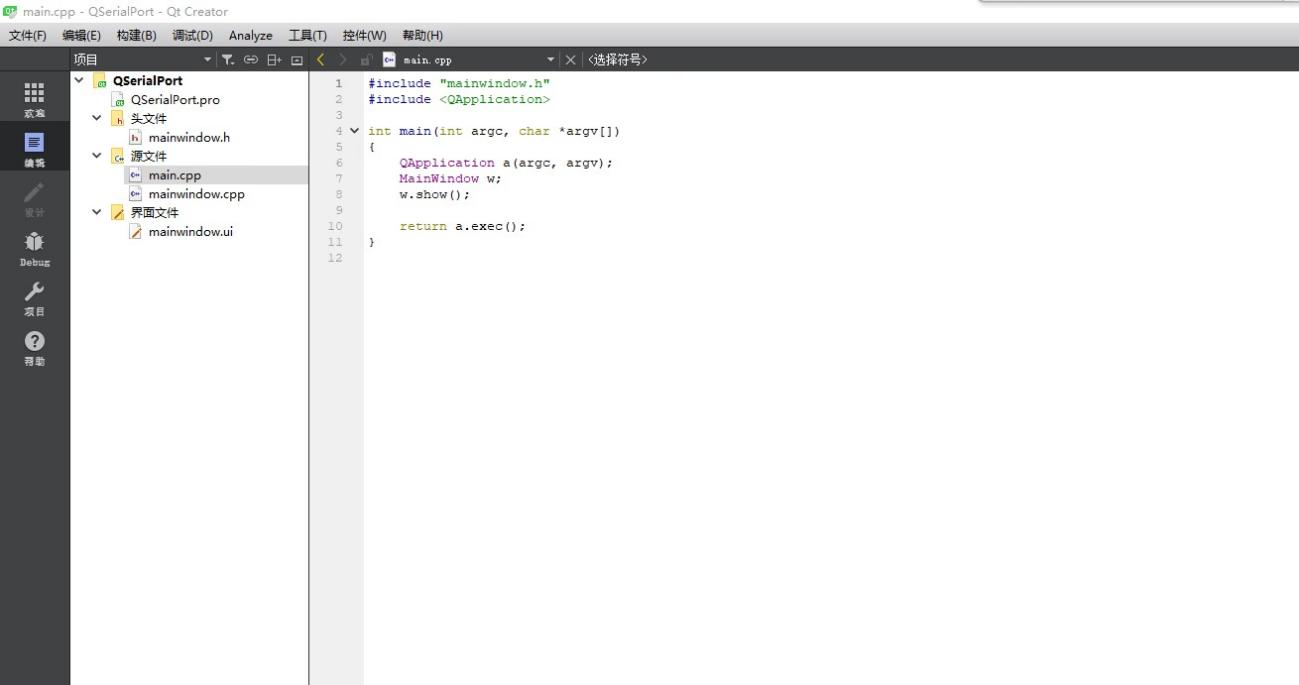 main.cpp - QSerialPort - Qt Creator
文件(F) 编辑(E) 构建(B) 调试(D) Analyze 工具(T) 控件(W) 帮助(H)
项目 main.cpp <选择符号>
欢迎
编辑
设计
Debug
项目
帮助
QSerialPort
QSerialPort.pro
头文件
mainwindow.h
源文件
main.cpp
mainwindow.cpp
界面文件
mainwindow.ui
1 #include "mainwindow.h"
2 #include <QApplication>
3
4 int main(int argc, char *argv[])
5 {
6     QApplication a(argc, argv);
7     MainWindow w;
8     w.show();
9
10     return a.exec();
11 }
12